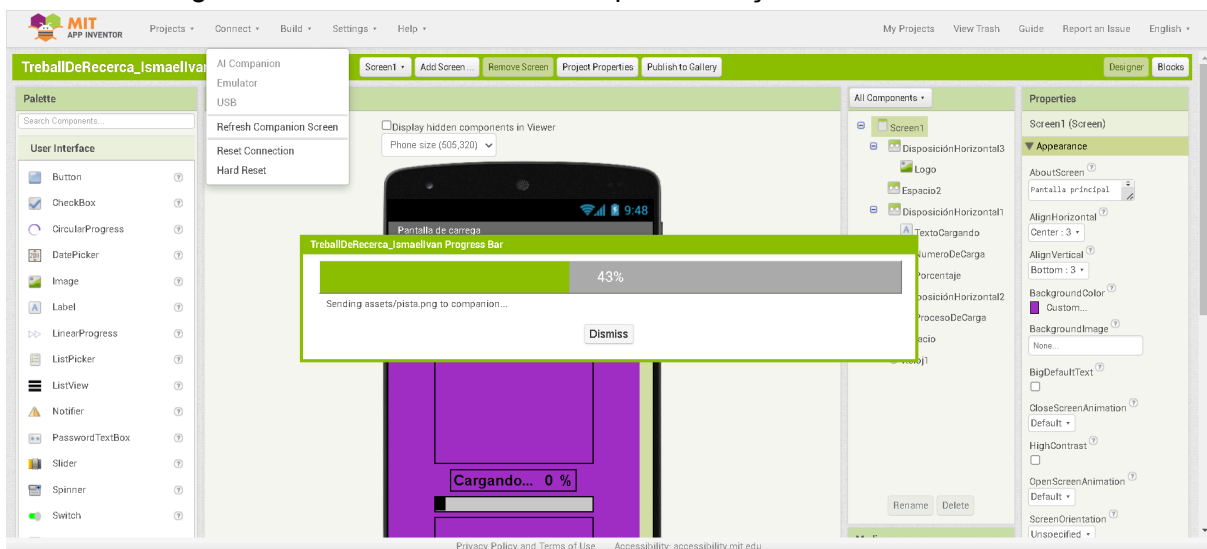 MIT
APP INVENTOR
Projects
Connect
Build
Settings
Help
My Projects
View Trash
Guide
Report an Issue
English
TreballDeRecerca_IsmaelIva
AI Companion
Emulator
USB
Refresh Companion Screen
Reset Connection
Hard Reset
Screen1
Add Screen ...
Remove Screen
Project Properties
Publish to Gallery
Designer
Blocks
Palette
Search Components...
User Interface
Button
CheckBox
CircularProgress
DatePicker
Image
Label
LinearProgress
ListPicker
ListView
Notifier
PasswordTextBox
Slider
Spinner
Switch
Display hidden components in Viewer
Phone size (505,320)
9:48
Pantalla de carrega
TreballDeRecerca_IsmaelIvan Progress Bar
43%
Sending assets/pista.png to companion...
Dismiss
Cargando... 0 %
All Components
Screen1
DisposiciónHorizontal3
Logo
Espacio2
DisposiciónHorizontal1
TextoCargando
NumeroDeCarga
Porcentaje
posiciónHorizontal2
ProcesoDeCarga
acio
Rename
Delete
Properties
Screen1 (Screen)
Appearance
AboutScreen
Pantalla principal
AlignHorizontal
Center : 3
AlignVertical
Bottom : 3
BackgroundColor
Custom...
BackgroundImage
None...
BigDefaultText
CloseScreenAnimation
Default
HighContrast
OpenScreenAnimation
Default
ScreenOrientation
Unspecified
Privacy Policy and Terms of Use
Accessibility: accessibility.mit.edu